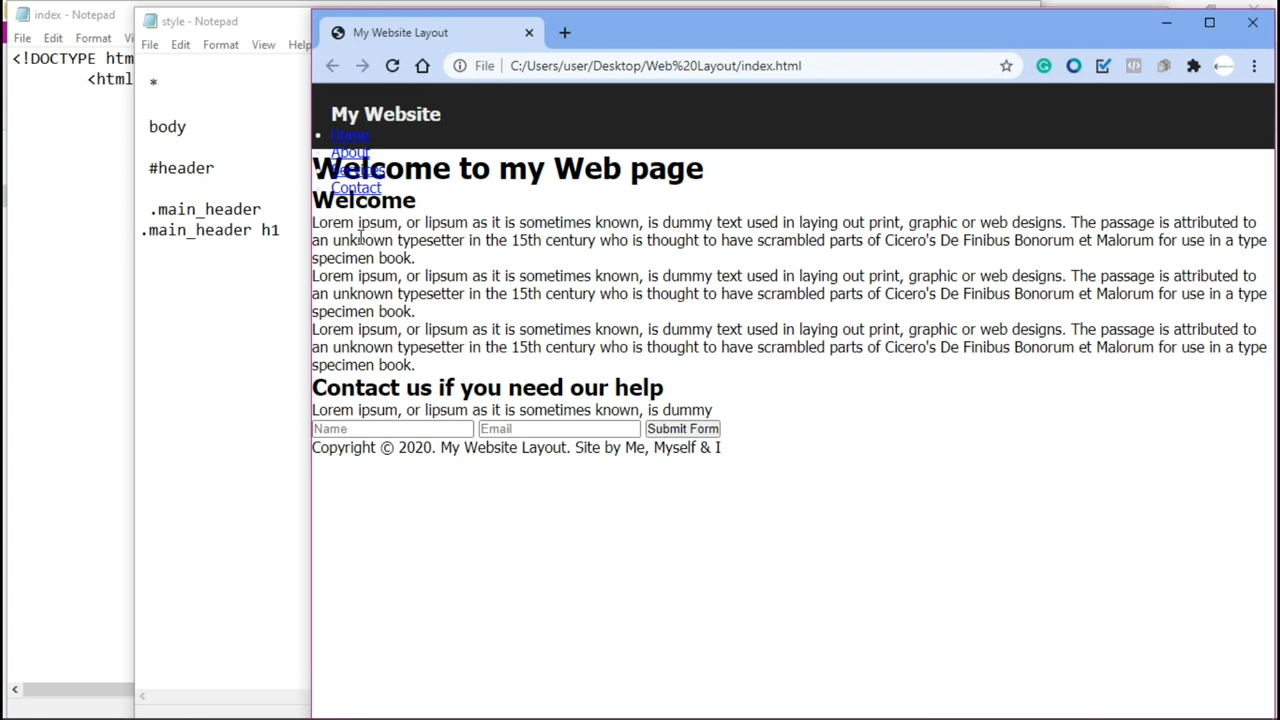 index - Notepad
File Edit Format Vi
<!DOCTYPE htm
<html
style - Notepad
File Edit Format View Help
*
body
#header
.main_header
.main_header h1
My Website Layout
File C:/Users/user/Desktop/Web%20Layout/index.html
My Website
Home
About
Services
Contact
Welcome to my Web page
Welcome
Lorem ipsum, or lipsum as it is sometimes known, is dummy text used in laying out print, graphic or web designs. The passage is attributed to
an unknown typesetter in the 15th century who is thought to have scrambled parts of Cicero's De Finibus Bonorum et Malorum for use in a type
specimen book.
Lorem ipsum, or lipsum as it is sometimes known, is dummy text used in laying out print, graphic or web designs. The passage is attributed to
an unknown typesetter in the 15th century who is thought to have scrambled parts of Cicero's De Finibus Bonorum et Malorum for use in a type
specimen book.
Lorem ipsum, or lipsum as it is sometimes known, is dummy text used in laying out print, graphic or web designs. The passage is attributed to
an unknown typesetter in the 15th century who is thought to have scrambled parts of Cicero's De Finibus Bonorum et Malorum for use in a type
specimen book.
Contact us if you need our help
Lorem ipsum, or lipsum as it is sometimes known, is dummy
Name Email Submit Form
Copyright © 2020. My Website Layout. Site by Me, Myself & I